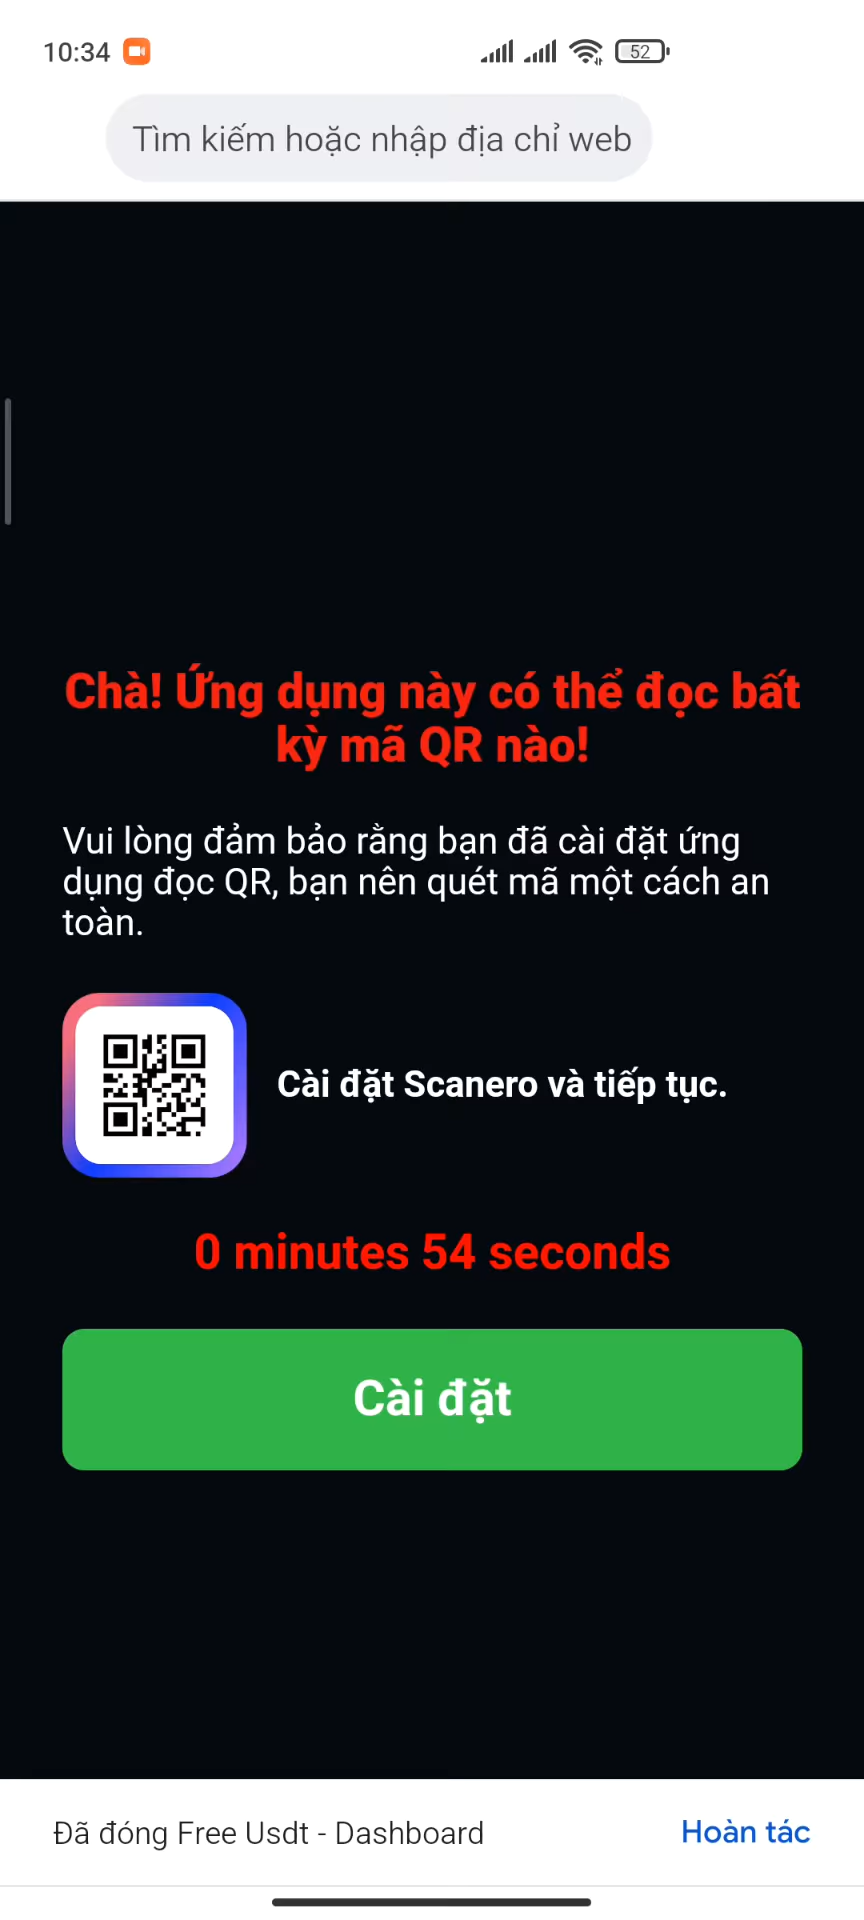 10:34
52
Tìm kiếm hoặc nhập địa chỉ web
Chà! Ứng dụng này có thể đọc bất
kỳ mã QR nào!
Vui lòng đảm bảo rằng bạn đã cài đặt ứng
dụng đọc QR, bạn nên quét mã một cách an
toàn.
Cài đặt Scanero và tiếp tục.
0 minutes 54 seconds
Cài đặt
Đã đóng Free Usdt - Dashboard
Hoàn tác